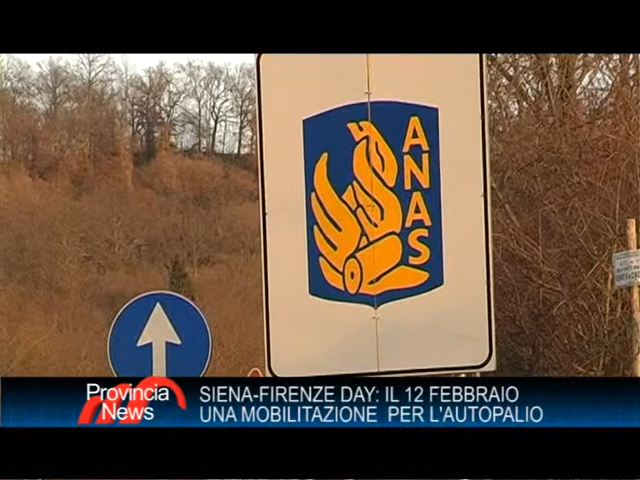 ANAS
Provincia
News
SIENA-FIRENZE DAY: IL 12 FEBBRAIO
UNA MOBILITAZIONE PER L'AUTOPALIO